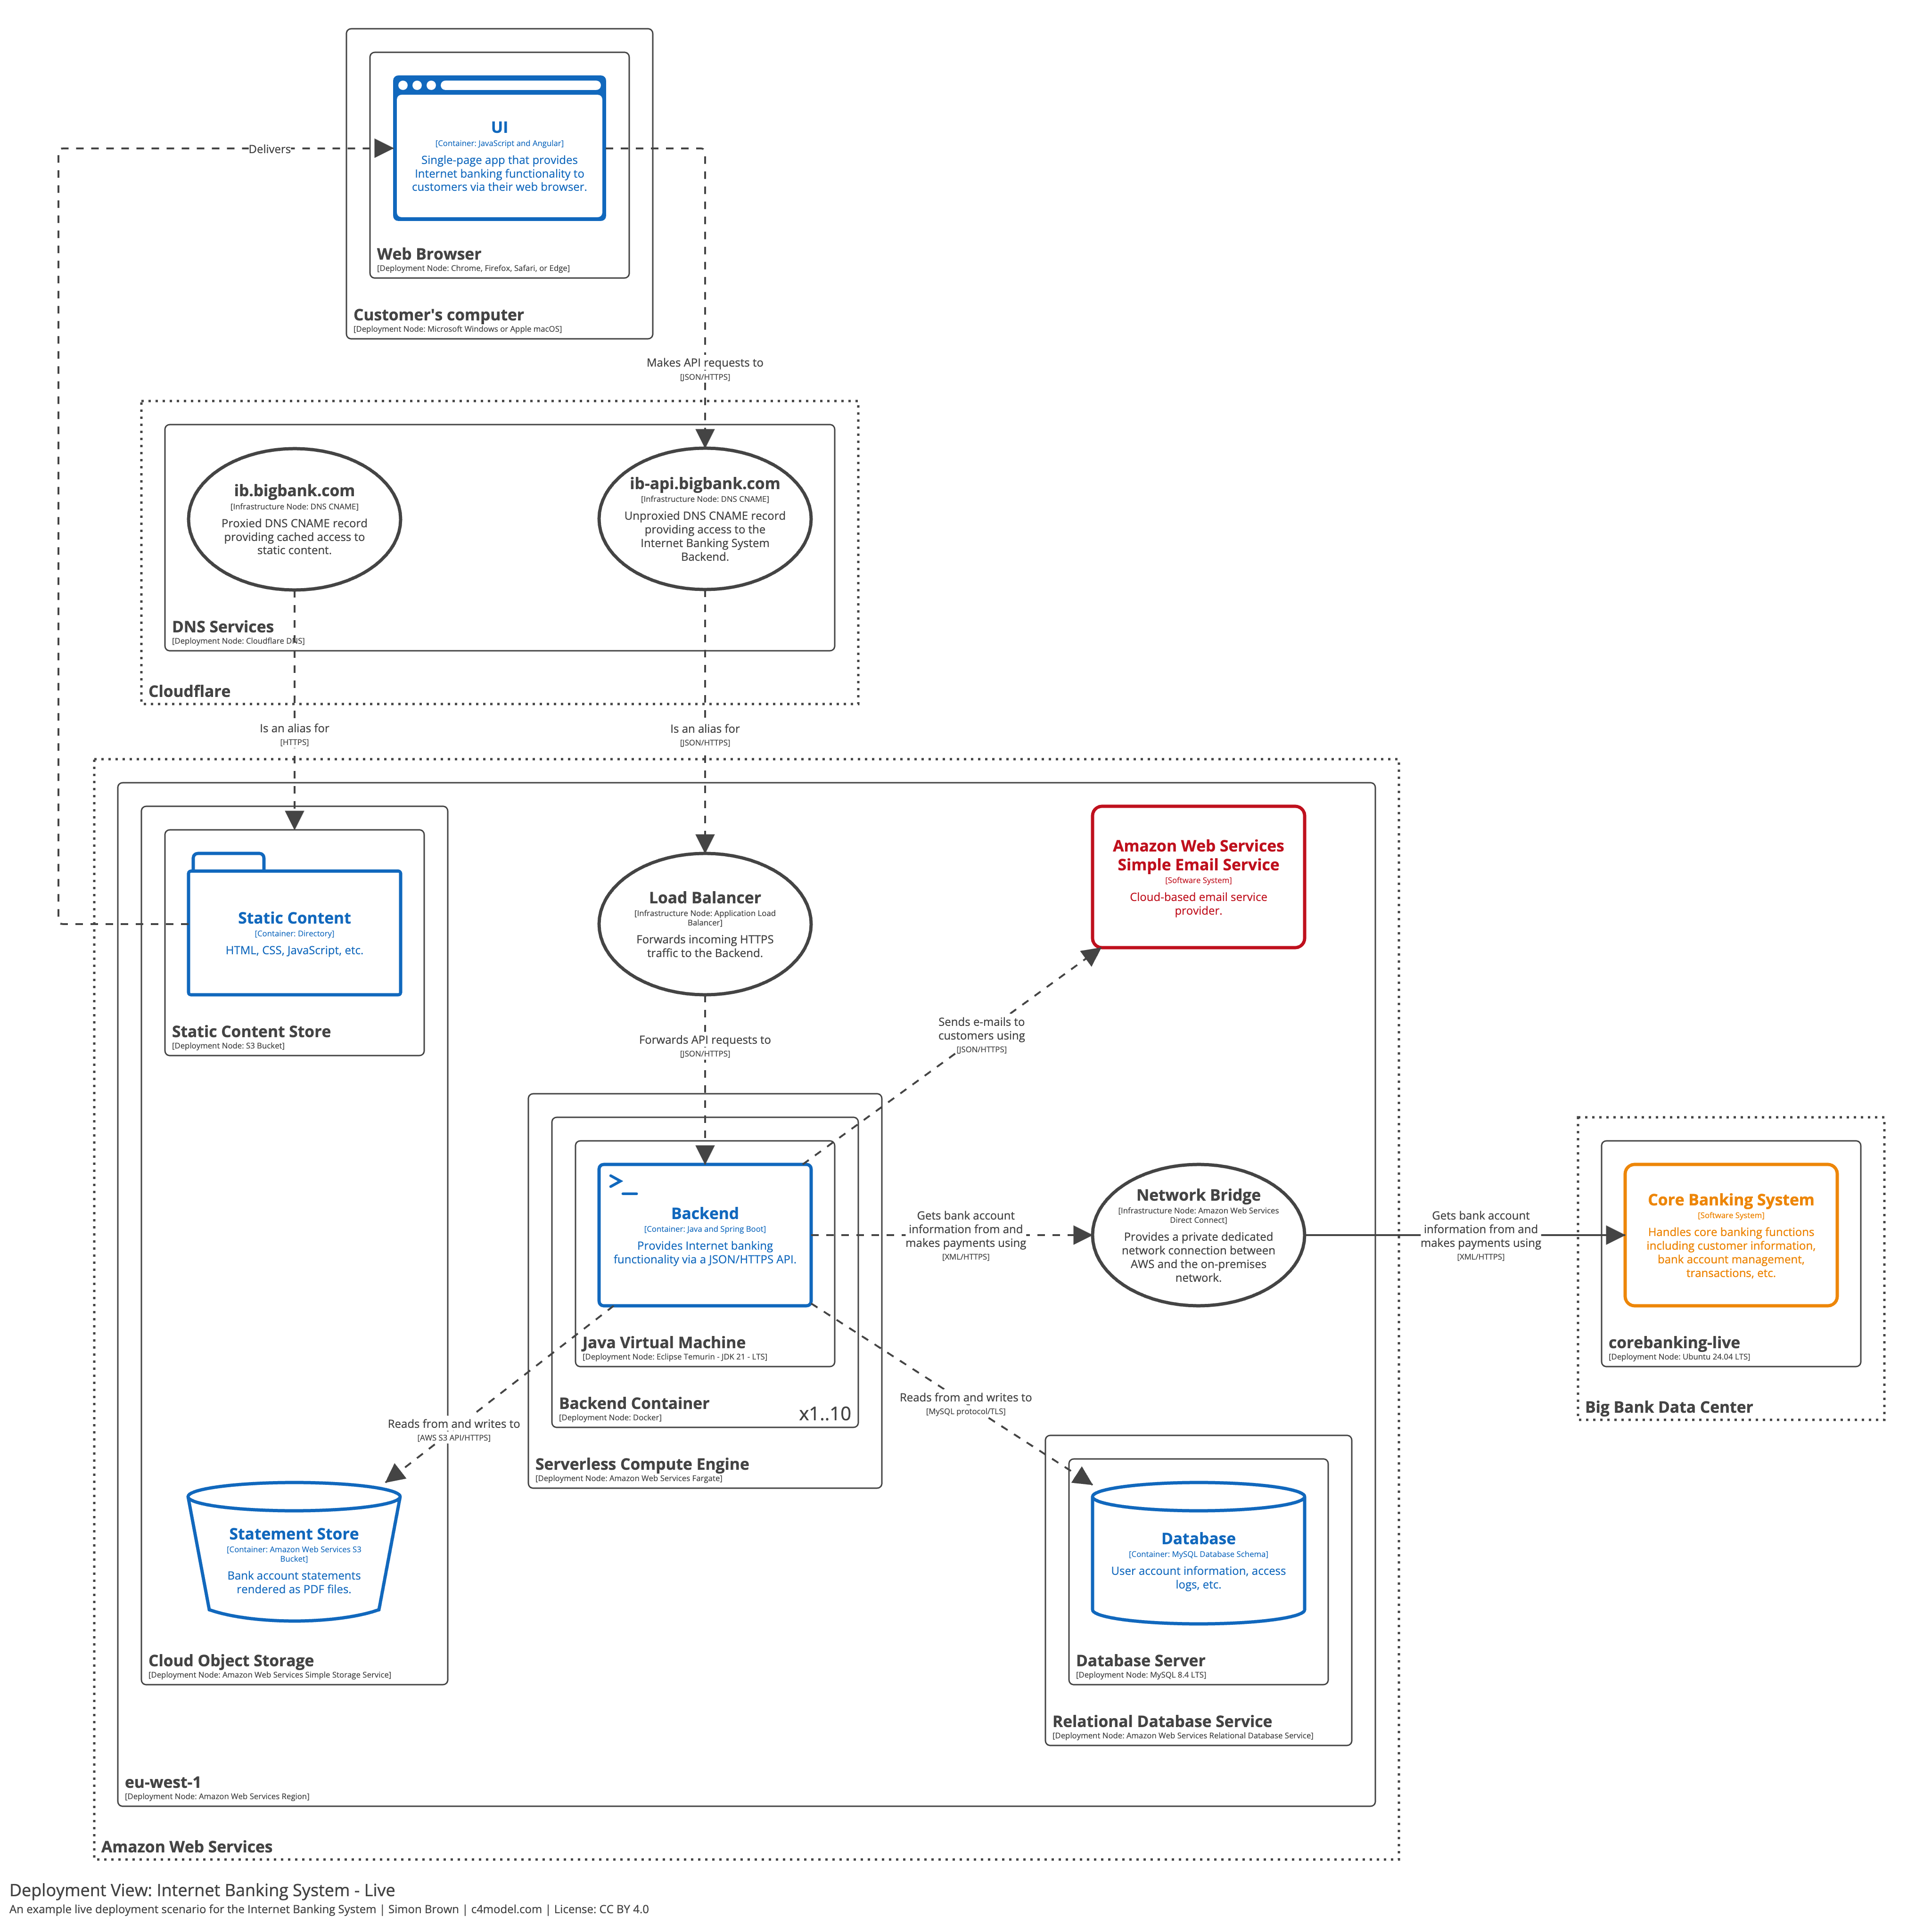 UI
[Container: JavaScript and Angular]
Single-page app that provides
Internet banking functionality to
customers via their web browser.
Delivers
Web Browser
[Deployment Node: Chrome, Firefox, Safari, or Edge]
Customer's computer
[Deployment Node: Microsoft Windows or Apple macOS]
Makes API requests to
[JSON/HTTPS]
ib.bigbank.com
[Infrastructure Node: DNS CNAME]
Proxied DNS CNAME record
providing cached access to
static content.
ib-api.bigbank.com
[Infrastructure Node: DNS CNAME]
Unproxied DNS CNAME record
providing access to the
Internet Banking System
Backend.
DNS Services
[Deployment Node: Cloudflare DNS]
Cloudflare
Is an alias for
[HTTPS]
Is an alias for
[JSON/HTTPS]
Static Content
[Container: Directory]
HTML, CSS, JavaScript, etc.
Static Content Store
[Deployment Node: S3 Bucket]
Load Balancer
[Infrastructure Node: Application Load
Balancer]
Forwards incoming HTTPS
traffic to the Backend.
Amazon Web Services
Simple Email Service
[Software System]
Cloud-based email service
provider.
Forwards API requests to
[JSON/HTTPS]
Sends e-mails to
customers using
[JSON/HTTPS]
>_
Backend
[Container: Java and Spring Boot]
Provides Internet banking
functionality via a JSON/HTTPS API.
Java Virtual Machine
[Deployment Node: Eclipse Temurin - JDK 21 - LTS]
Backend Container
[Deployment Node: Docker]
x1..10
Serverless Compute Engine
[Deployment Node: Amazon Web Services Fargate]
Gets bank account
information from and
makes payments using
[XML/HTTPS]
Network Bridge
[Infrastructure Node: Amazon Web Services
Direct Connect]
Provides a private dedicated
network connection between
AWS and the on-premises
network.
Gets bank account
information from and
makes payments using
[XML/HTTPS]
Core Banking System
[Software System]
Handles core banking functions
including customer information,
bank account management,
transactions, etc.
corebanking-live
[Deployment Node: Ubuntu 24.04 LTS]
Big Bank Data Center
Reads from and writes to
[AWS S3 API/HTTPS]
Reads from and writes to
[MySQL protocol/TLS]
Statement Store
[Container: Amazon Web Services S3
Bucket]
Bank account statements
rendered as PDF files.
Cloud Object Storage
[Deployment Node: Amazon Web Services Simple Storage Service]
Database
[Container: MySQL Database Schema]
User account information, access
logs, etc.
Database Server
[Deployment Node: MySQL 8.4 LTS]
Relational Database Service
[Deployment Node: Amazon Web Services Relational Database Service]
eu-west-1
[Deployment Node: Amazon Web Services Region]
Amazon Web Services
Deployment View: Internet Banking System - Live
An example live deployment scenario for the Internet Banking System | Simon Brown | c4model.com | License: CC BY 4.0